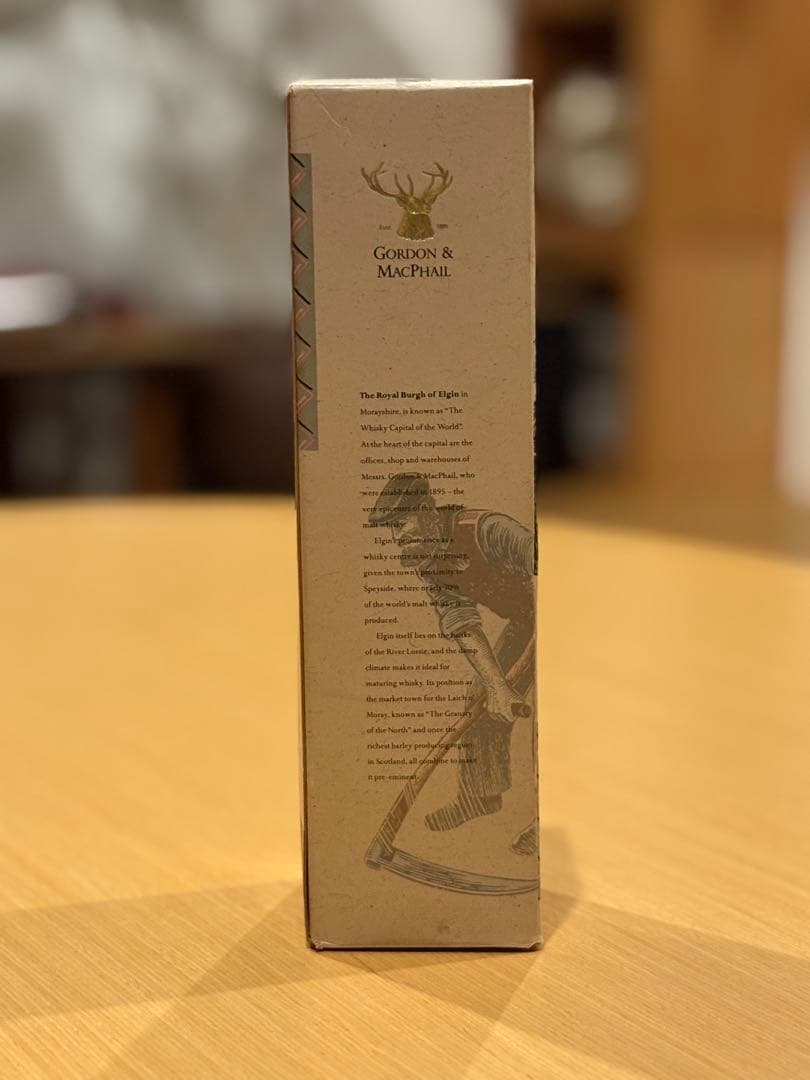 ESTD. 1895
GORDON &
MACPHAIL
The Royal Burgh of Elgin in
Morayshire, is known as “The
Whisky Capital of the World”.
At the heart of the capital are the
offices, shop and warehouses of
Messrs. Gordon & MacPhail, who
were established in 1895 – the
very epicentre of the world of
malt whisky.
Elgin's prominence as a
whisky centre is not surprising,
given the town's proximity to
Speyside, where nearly 70%
of the world's malt whisky is
produced.
Elgin itself lies on the banks
of the River Lossie, and the damp
climate makes it ideal for
maturing whisky. Its position as
the market town for the Laich o'
Moray, known as “The Granary
of the North” and once the
richest barley producing region
in Scotland, all combine to make
it pre-eminent.